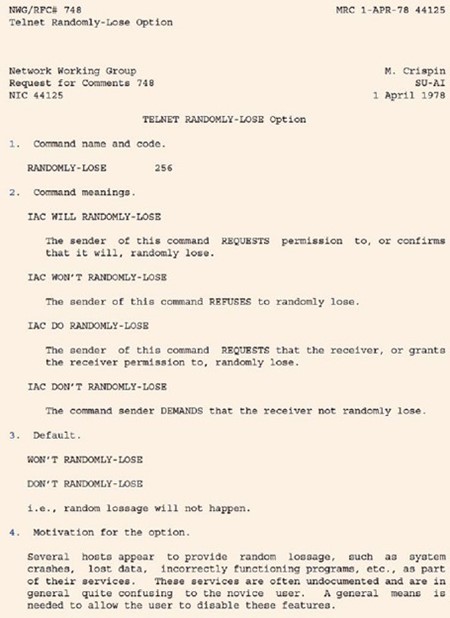 NWG/RFC# 748 MRC 1-APR-78 44125
Telnet Randomly-Lose Option
Network Working Group M. Crispin
Request for Comments 748 SU-AI
NIC 44125 1 April 1978
TELNET RANDOMLY-LOSE Option
1. Command name and code.
RANDOMLY-LOSE 256
2. Command meanings.
IAC WILL RANDOMLY-LOSE
The sender of this command REQUESTS permission to, or confirms
that it will, randomly lose.
IAC WON'T RANDOMLY-LOSE
The sender of this command REFUSES to randomly lose.
IAC DO RANDOMLY-LOSE
The sender of this command REQUESTS that the receiver, or grants
the receiver permission to, randomly lose.
IAC DON'T RANDOMLY-LOSE
The command sender DEMANDS that the receiver not randomly lose.
3. Default.
WON'T RANDOMLY-LOSE
DON'T RANDOMLY-LOSE
i.e., random lossage will not happen.
4. Motivation for the option.
Several hosts appear to provide random lossage, such as system
crashes, lost data, incorrectly functioning programs, etc., as part
of their services. These services are often undocumented and are in
general quite confusing to the novice user. A general means is
needed to allow the user to disable these features.